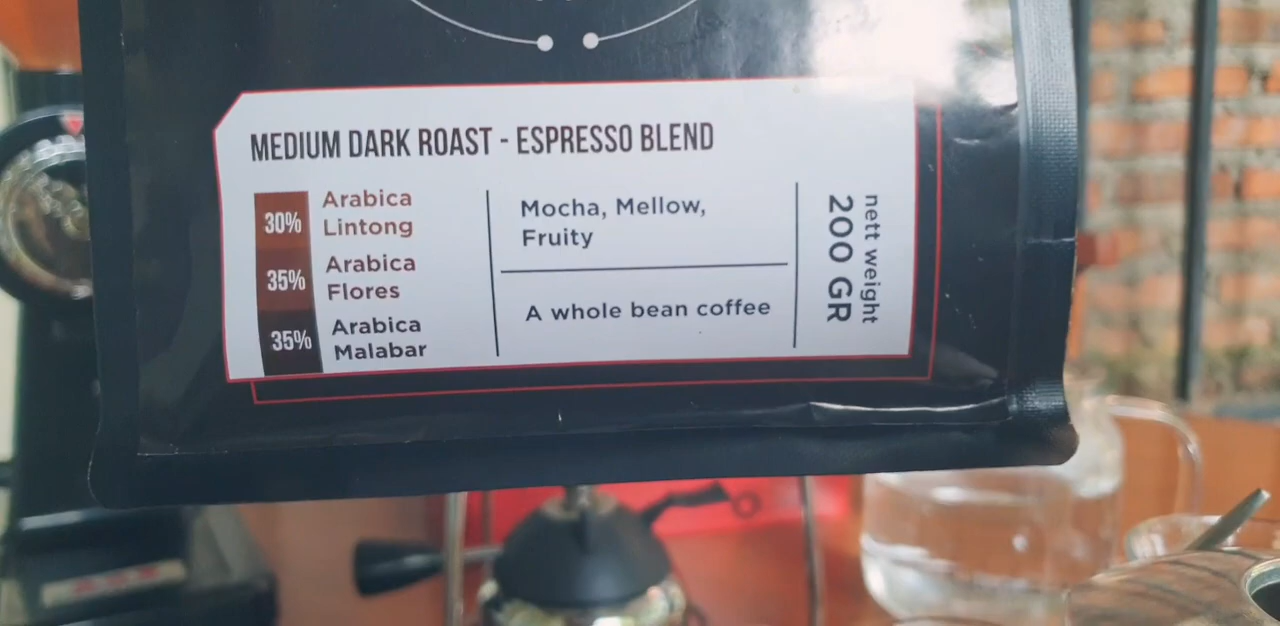 MEDIUM DARK ROAST - ESPRESSO BLEND
30%
Arabica
Lintong
35%
Arabica
Flores
35%
Arabica
Malabar
Mocha, Mellow,
Fruity
A whole bean coffee
nett weight
200 GR